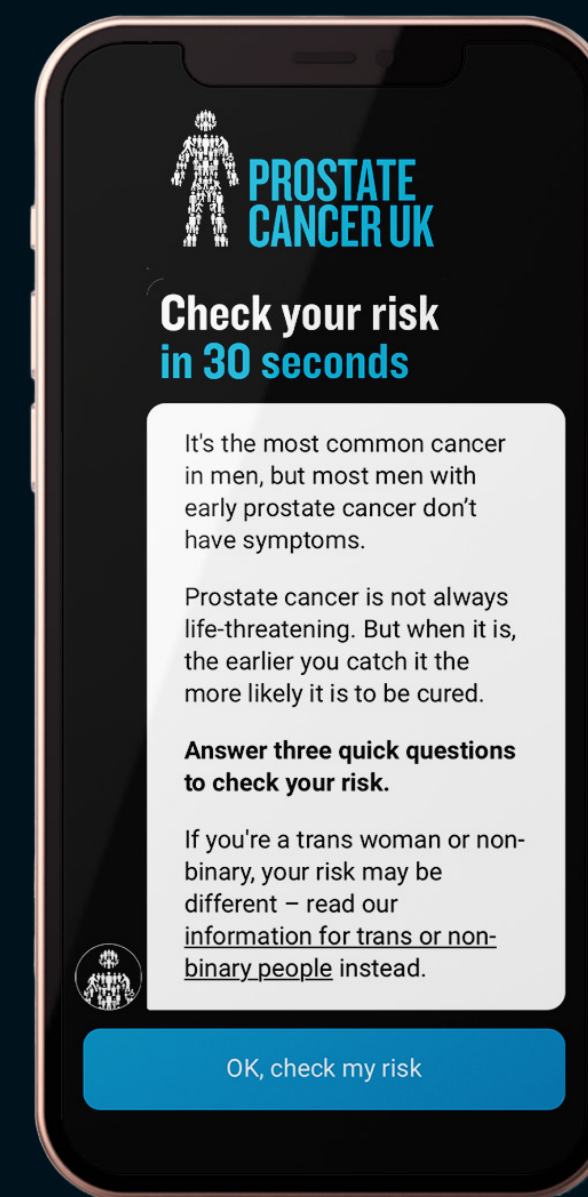 PROSTATE
CANCER UK
Check your risk
in 30 seconds
It's the most common cancer
in men, but most men with
early prostate cancer don’t
have symptoms.
Prostate cancer is not always
life-threatening. But when it is,
the earlier you catch it the
more likely it is to be cured.
Answer three quick questions
to check your risk.
If you're a trans woman or non-
binary, your risk may be
different – read our
information for trans or non-
binary people instead.
OK, check my risk